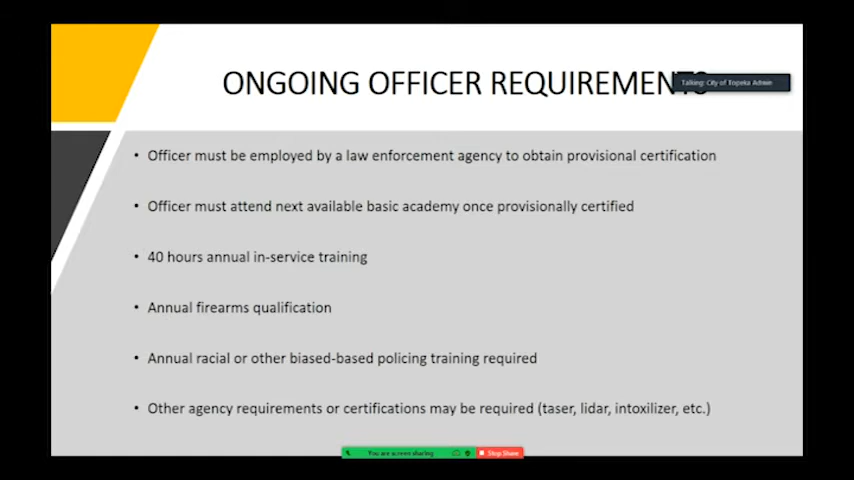 ONGOING OFFICER REQUIREMENTS
Talking: City of Topeka Admin
• Officer must be employed by a law enforcement agency to obtain provisional certification
• Officer must attend next available basic academy once provisionally certified
• 40 hours annual in-service training
• Annual firearms qualification
• Annual racial or other biased-based policing training required
• Other agency requirements or certifications may be required (taser, lidar, intoxilizer, etc.)
You are screen sharing
Stop Share